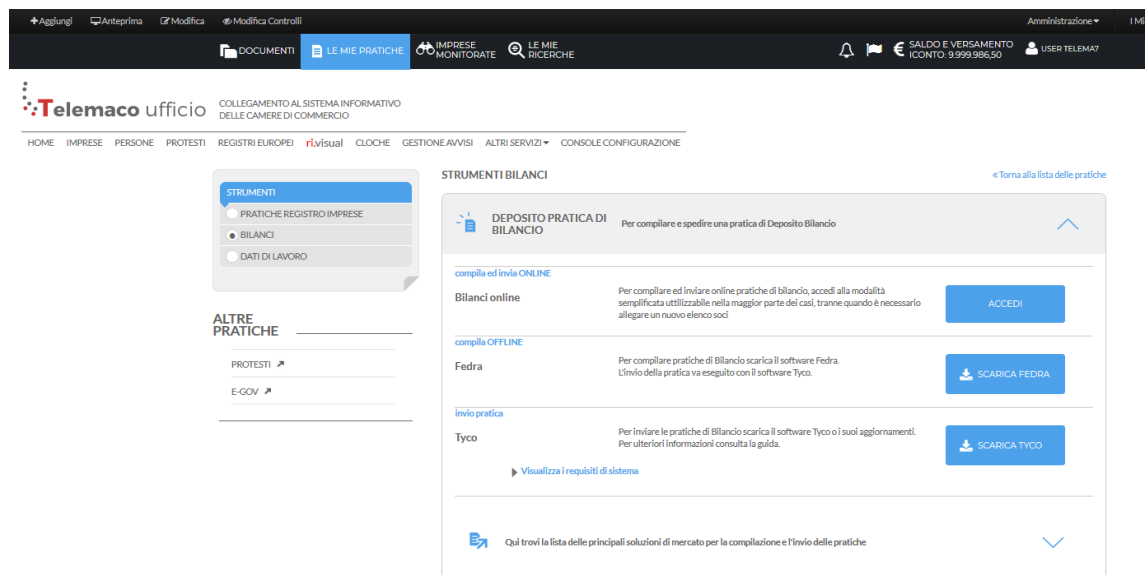 Aggiungi Anteprima Modifica Modifica Controlli Amministrazione I Mi
DOCUMENTI LE MIE PRATICHE IMPRESE MONITORATE LE MIE RICERCHE SALDO E VERSAMENTO ICONTO: 9.999.986,50 USER TELEMA7
Telemaco ufficio
COLLEGAMENTO AL SISTEMA INFORMATIVO
DELLE CAMERE DI COMMERCIO
HOME IMPRESE PERSONE PROTESTI REGISTRI EUROPEI ri.visual CLOCHE GESTIONE AVVISI ALTRI SERVIZI CONSOLE CONFIGURAZIONE
STRUMENTI
PRATICHE REGISTRO IMPRESE
BILANCI
DATI DI LAVORO
ALTRE
PRATICHE
PROTESTI
E-GOV
STRUMENTI BILANCI
« Torna alla lista delle pratiche
DEPOSITO PRATICA DI
BILANCIO
Per compilare e spedire una pratica di Deposito Bilancio
compila ed invia ONLINE
Bilanci online
Per compilare ed inviare online pratiche di bilancio, accedi alla modalità
semplificata utillizzabile nella maggior parte dei casi, tranne quando è necessario
allegare un nuovo elenco soci
ACCEDI
compila OFFLINE
Fedra
Per compilare pratiche di Bilancio scarica il software Fedra.
L'invio della pratica va eseguito con il software Tyco.
SCARICA FEDRA
invio pratica
Tyco
Per inviare le pratiche di Bilancio scarica il software Tyco o i suoi aggiornamenti.
Per ulteriori informazioni consulta la guida.
SCARICA TYCO
Visualizza i requisiti di sistema
Qui trovi la lista delle principali soluzioni di mercato per la compilazione e l'invio delle pratiche